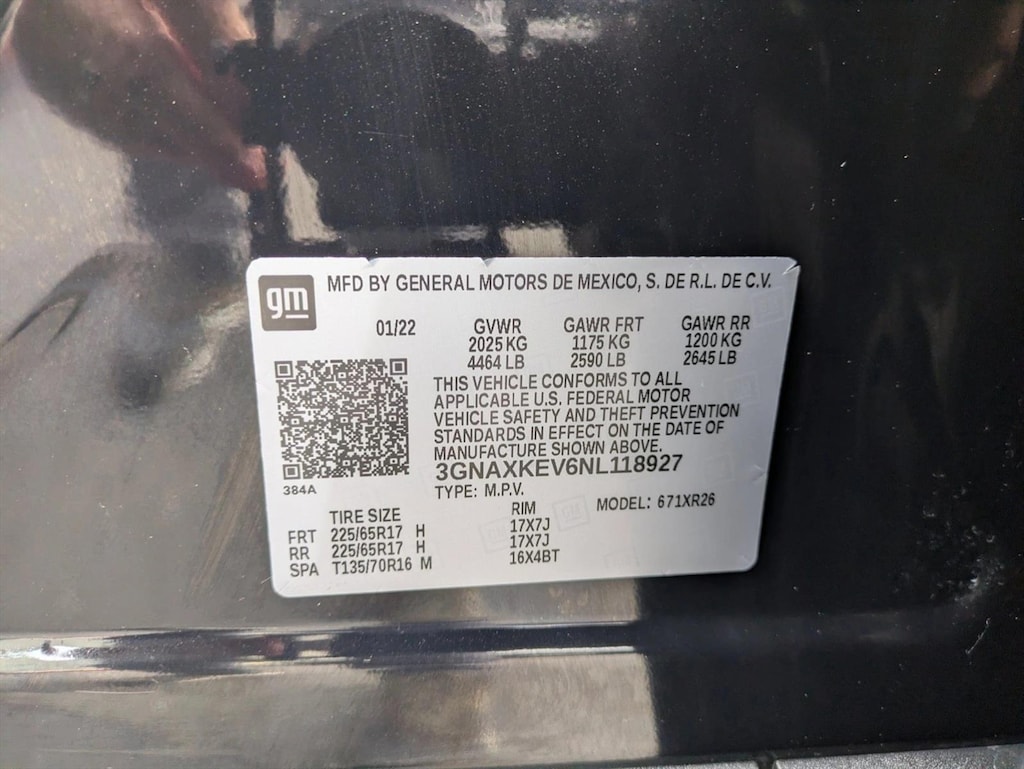 gm MFD BY GENERAL MOTORS DE MEXICO, S. DE R.L. DE C.V.
01/22 GVWR GAWR FRT GAWR RR
2025 KG 1175 KG 1200 KG
4464 LB 2590 LB 2645 LB
THIS VEHICLE CONFORMS TO ALL
APPLICABLE U.S. FEDERAL MOTOR
VEHICLE SAFETY AND THEFT PREVENTION
STANDARDS IN EFFECT ON THE DATE OF
MANUFACTURE SHOWN ABOVE.
3GNAXKEV6NL118927
384A
TYPE: M.P.V. MODEL: 671XR26
TIRE SIZE RIM
FRT 225/65R17 H 17X7J
RR 225/65R17 H 17X7J
SPA T135/70R16 M 16X4BT